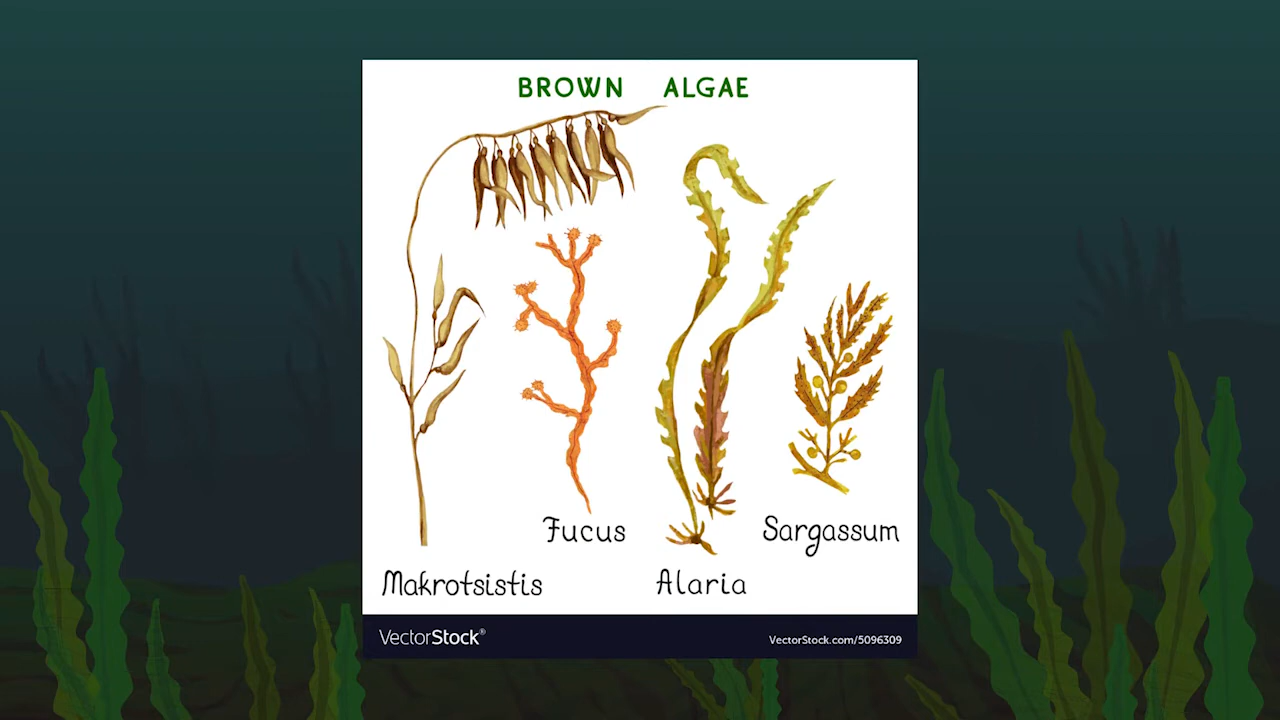 BROWN ALGAE
Fucus
Sargassum
Makrotsistis
Alaria
VectorStock®
VectorStock.com/5096309